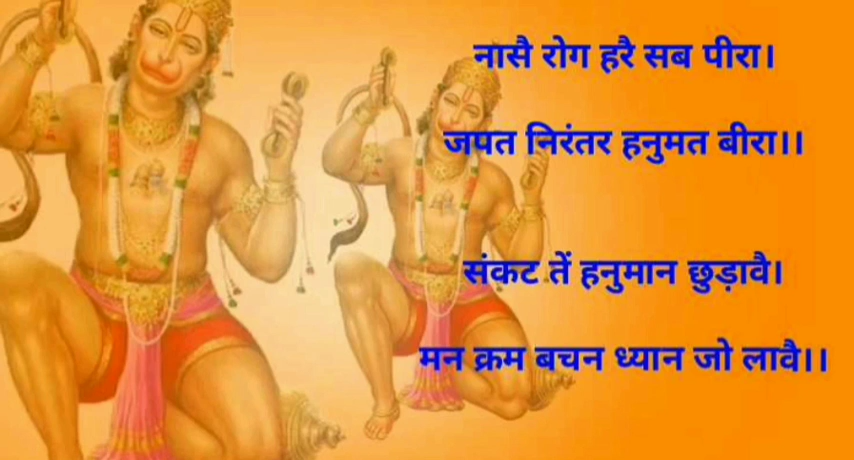 नासै रोग हरै सब पीरा।
जपत निरंतर हनुमत बीरा।।
संकट तें हनुमान छुड़ावै।
मन क्रम बचन ध्यान जो लावै।।